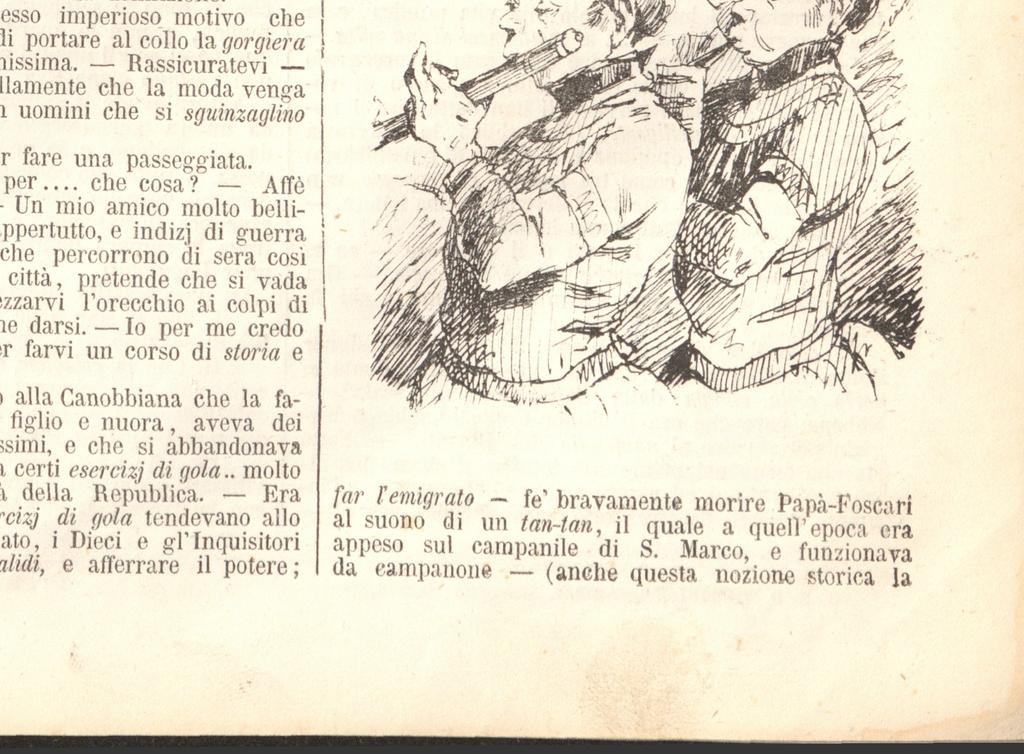 esso imperioso motivo che
di portare al collo la gorgiera
nissima. — Rassicuratevi —
llamente che la moda venga
n uomini che si sguinzaglino
r fare una passeggiata.
per.... che cosa? — Affè
- Un mio amico molto belli-
appertutto, e indizj di guerra
che percorrono di sera così
città, pretende che si vada
ezzarvi l'orecchio ai colpi di
ne darsi. — Io per me credo
er farvi un corso di storia e
o alla Canobbiana che la fa-
figlio e nuora, aveva dei
ssimi, e che si abbandonava
a certi esercizj di gola.. molto
à della Republica. — Era
rcizj di gola tendevano allo
ato, i Dieci e gl'Inquisitori
alidi, e afferrare il potere;
far l'emigrato — fe' bravamente morire Papà-Foscari
al suono di un tan-tan, il quale a quell'epoca era
appeso sul campanile di S. Marco, e funzionava
da campanone — (anche questa nozione storica la